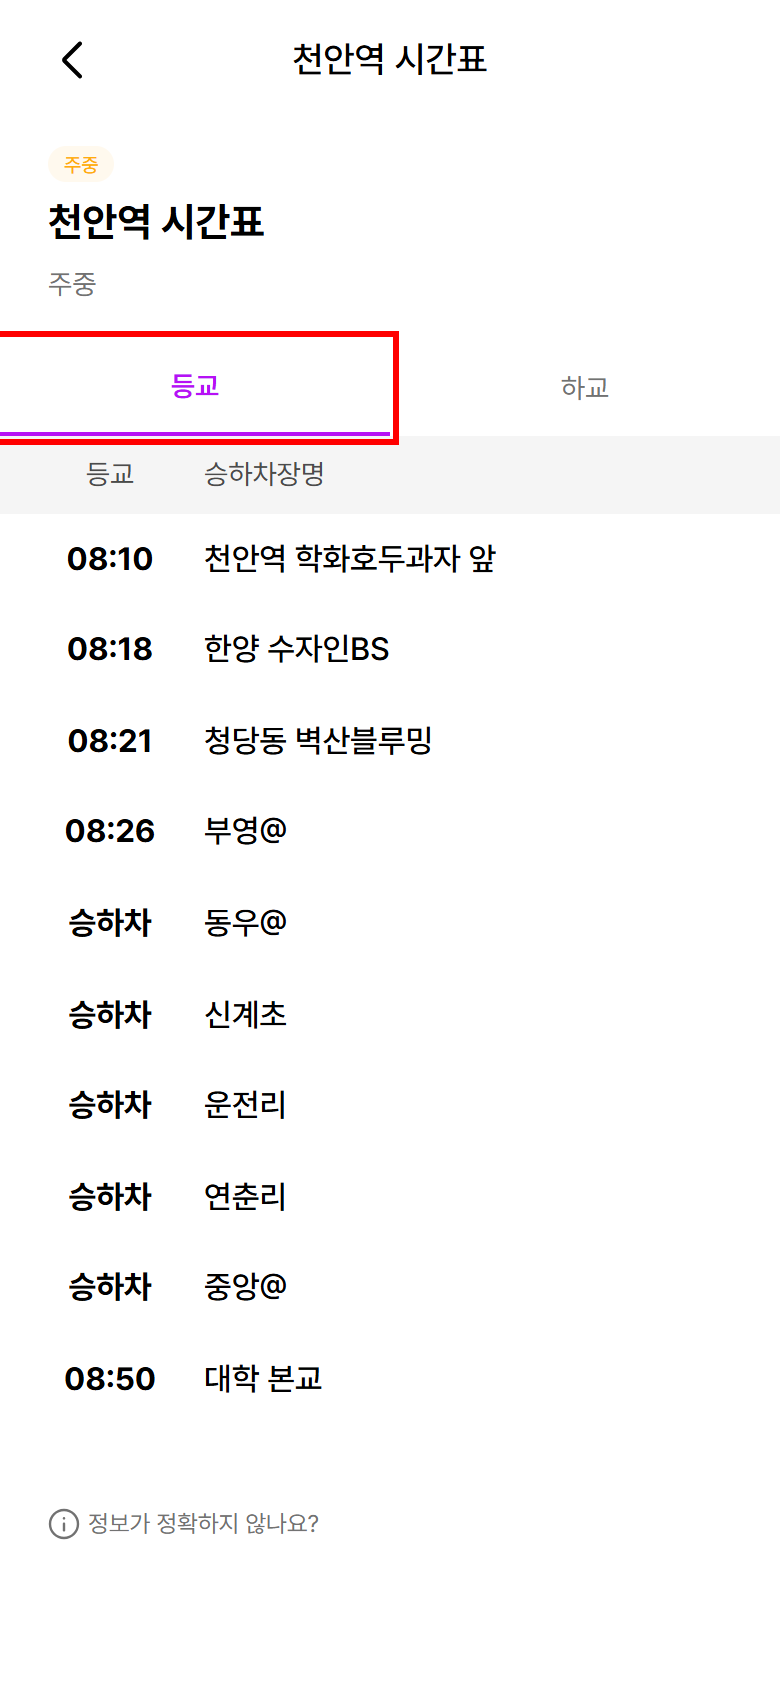 천안역 시간표
주중
천안역 시간표
주중
등교 하교
등교 승하차장명
08:10 천안역 학화호두과자 앞
08:18 한양 수자인BS
08:21 청당동 벽산블루밍
08:26 부영@
승하차 동우@
승하차 신계초
승하차 운전리
승하차 연춘리
승하차 중앙@
08:50 대학 본교
정보가 정확하지 않나요?